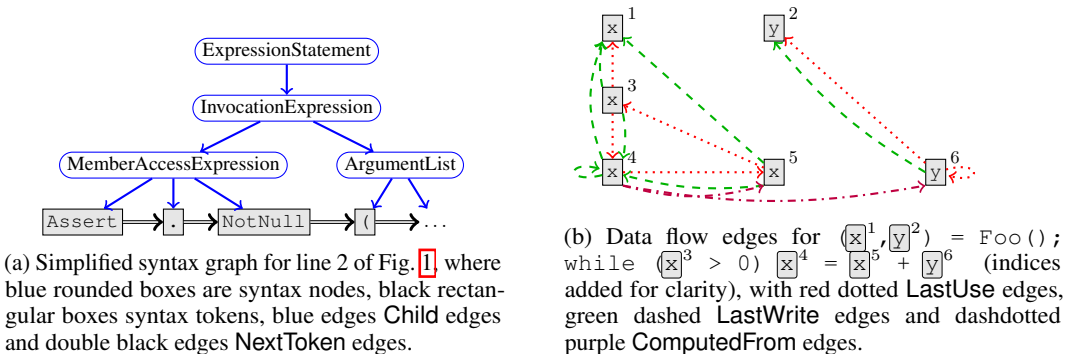 ExpressionStatement
InvocationExpression
MemberAccessExpression ArgumentList
Assert . NotNull ( ...
(a) Simplified syntax graph for line 2 of Fig. 1, where
blue rounded boxes are syntax nodes, black rectan-
gular boxes syntax tokens, blue edges Child edges
and double black edges NextToken edges.
x 1 y 2
x 3
x 4 x 5 y 6
(b) Data flow edges for (x1,y2) = Foo();
while (x3 > 0) x4 = x5 + y6 (indices
added for clarity), with red dotted LastUse edges,
green dashed LastWrite edges and dashdotted
purple ComputedFrom edges.